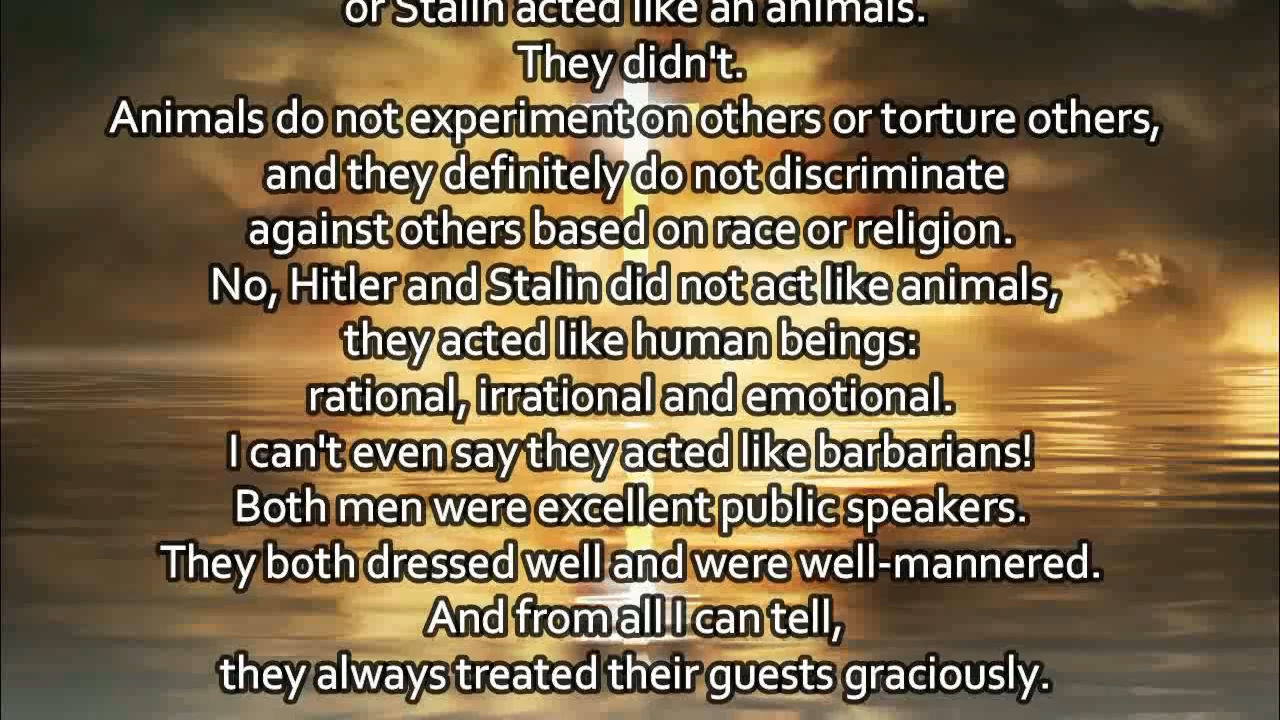 or Stalin acted like an animals.
They didn't.
Animals do not experiment on others or torture others,
and they definitely do not discriminate
against others based on race or religion.
No, Hitler and Stalin did not act like animals,
they acted like human beings:
rational, irrational and emotional.
I can't even say they acted like barbarians!
Both men were excellent public speakers.
They both dressed well and were well-mannered.
And from all I can tell,
they always treated their guests graciously.